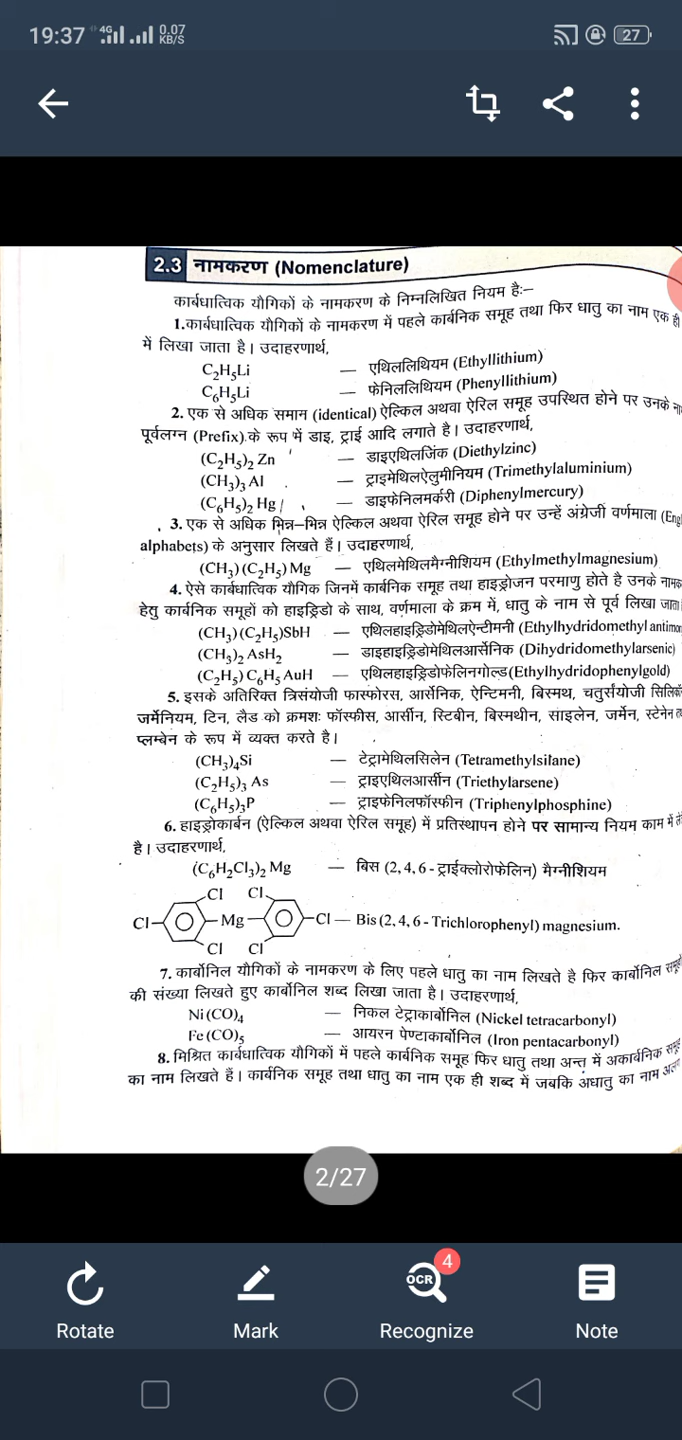 19:37 4G 0.07 KB/S 27
2.3 नामकरण (Nomenclature)
कार्बधात्विक यौगिकों के नामकरण के निम्नलिखित नियम है:–
1.कार्बधात्विक यौगिकों के नामकरण में पहले कार्बनिक समूह तथा फिर धातु का नाम एक ही
में लिखा जाता है। उदाहरणार्थ,
C₂H₅Li — एथिललिथियम (Ethyllithium)
C₆H₅Li — फेनिललिथियम (Phenyllithium)
2. एक से अधिक समान (identical) ऐल्किल अथवा ऐरिल समूह उपस्थित होने पर उनके
पूर्वलग्न (Prefix) के रूप में डाइ, ट्राई आदि लगाते है। उदाहरणार्थ,
(C₂H₅)₂ Zn — डाइएथिलजिंक (Diethylzinc)
(CH₃)₃ Al — ट्राइमेथिलऐलुमीनियम (Trimethylaluminium)
(C₆H₅)₂ Hg — डाइफेनिलमर्करी (Diphenylmercury)
3. एक से अधिक भिन्न–भिन्न ऐल्किल अथवा ऐरिल समूह होने पर उन्हें अंग्रेजी वर्णमाला (Eng
alphabets) के अनुसार लिखते हैं। उदाहरणार्थ,
(CH₃) (C₂H₅) Mg — एथिलमेथिलमैग्नीशियम (Ethylmethylmagnesium)
4. ऐसे कार्बधात्विक यौगिक जिनमें कार्बनिक समूह तथा हाइड्रोजन परमाणु होते है उनके नामक
हेतु कार्बनिक समूहों को हाइड्रिडो के साथ, वर्णमाला के क्रम में, धातु के नाम से पूर्व लिखा जाता
(CH₃) (C₂H₅)SbH — एथिलहाइड्रिडोमेथिलऐन्टीमनी (Ethylhydridomethyl antimon
(CH₃)₂ AsH₂ — डाइहाइड्रिडोमेथिलआर्सेनिक (Dihydridomethylarsenic)
(C₂H₅) C₆H₅ AuH — एथिलहाइड्रिडोफेलिनगोल्ड(Ethylhydridophenylgold)
5. इसके अतिरिक्त त्रिसंयोजी फास्फोरस, आर्सेनिक, ऐन्टिमनी, बिस्मथ, चतुर्संयोजी सिलिकॅ
जर्मेनियम, टिन, लैड को क्रमशः फॉस्फीस, आर्सीन, स्टिबीन, बिस्मथीन, साइलेन, जर्मेन, स्टेनेन त
प्लम्बेन के रूप में व्यक्त करते है।
(CH₃)₄Si — टेट्रामेथिलसिलेन (Tetramethylsilane)
(C₂H₅)₃ As — ट्राइएथिलआर्सीन (Triethylarsene)
(C₆H₅)₃P — ट्राइफेनिलफॉस्फीन (Triphenylphosphine)
6. हाइड्रोकार्बन (ऐल्किल अथवा ऐरिल समूह) में प्रतिस्थापन होने पर सामान्य नियम काम में
है। उदाहरणार्थ,
(C₆H₂Cl₃)₂ Mg — बिस (2, 4, 6 - ट्राईक्लोरोफेलिन) मैग्नीशियम
Cl Cl
Cl Mg Cl — Bis (2, 4, 6 - Trichlorophenyl) magnesium.
Cl Cl
7. कार्बोनिल यौगिकों के नामकरण के लिए पहले धातु का नाम लिखते है फिर कार्बोनिल समूहों
की संख्या लिखते हुए कार्बोनिल शब्द लिखा जाता है। उदाहरणार्थ,
Ni (CO)₄ — निकल टेट्राकार्बोनिल (Nickel tetracarbonyl)
Fe (CO)₅ — आयरन पेण्टाकार्बोनिल (Iron pentacarbonyl)
8. मिश्रित कार्बधात्विक यौगिकों में पहले कार्बनिक समूह फिर धातु तथा अन्त में अकार्बनिक समूह
का नाम लिखते हैं। कार्बनिक समूह तथा धातु का नाम एक ही शब्द में जबकि अधातु का नाम अलग
2/27
OCR 4
Rotate Mark Recognize Note